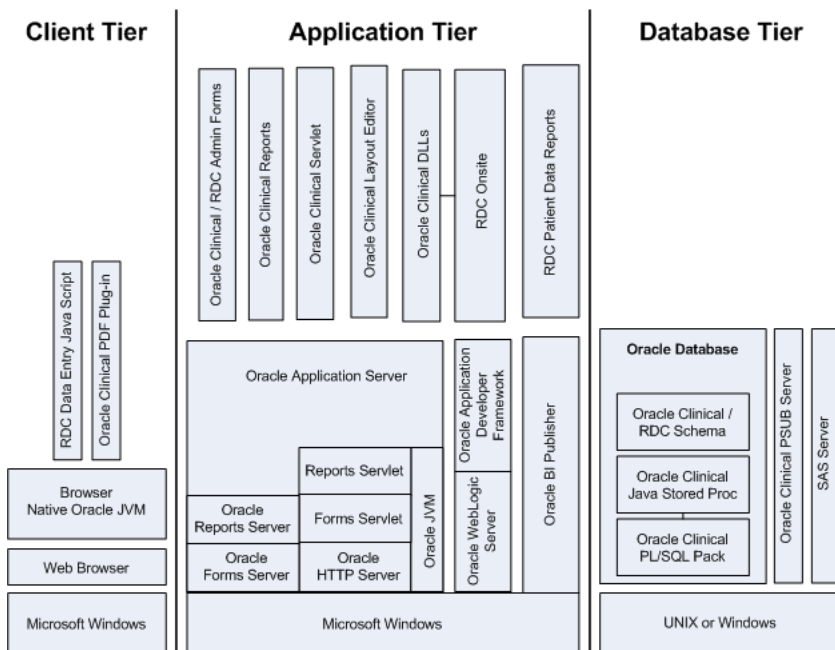 Client Tier
Application Tier
Database Tier
RDC Data Entry Java Script
Oracle Clinical PDF Plug-in
Browser
Native Oracle JVM
Web Browser
Microsoft Windows
Oracle Clinical / RDC Admin Forms
Oracle Clinical Reports
Oracle Clinical Servlet
Oracle Clinical Layout Editor
Oracle Clinical DLLs
RDC Onsite
RDC Patient Data Reports
Oracle Application Server
Reports Servlet
Oracle
Reports Server
Forms Servlet
Oracle
Forms Server
Oracle
HTTP Server
Oracle JVM
Oracle Application
Developer
Framework
Oracle WebLogic
Server
Oracle BI Publisher
Microsoft Windows
Oracle Database
Oracle Clinical /
RDC Schema
Oracle Clinical
Java Stored Proc
Oracle Clinical
PL/SQL Pack
Oracle Clinical PSUB Server
SAS Server
UNIX or Windows